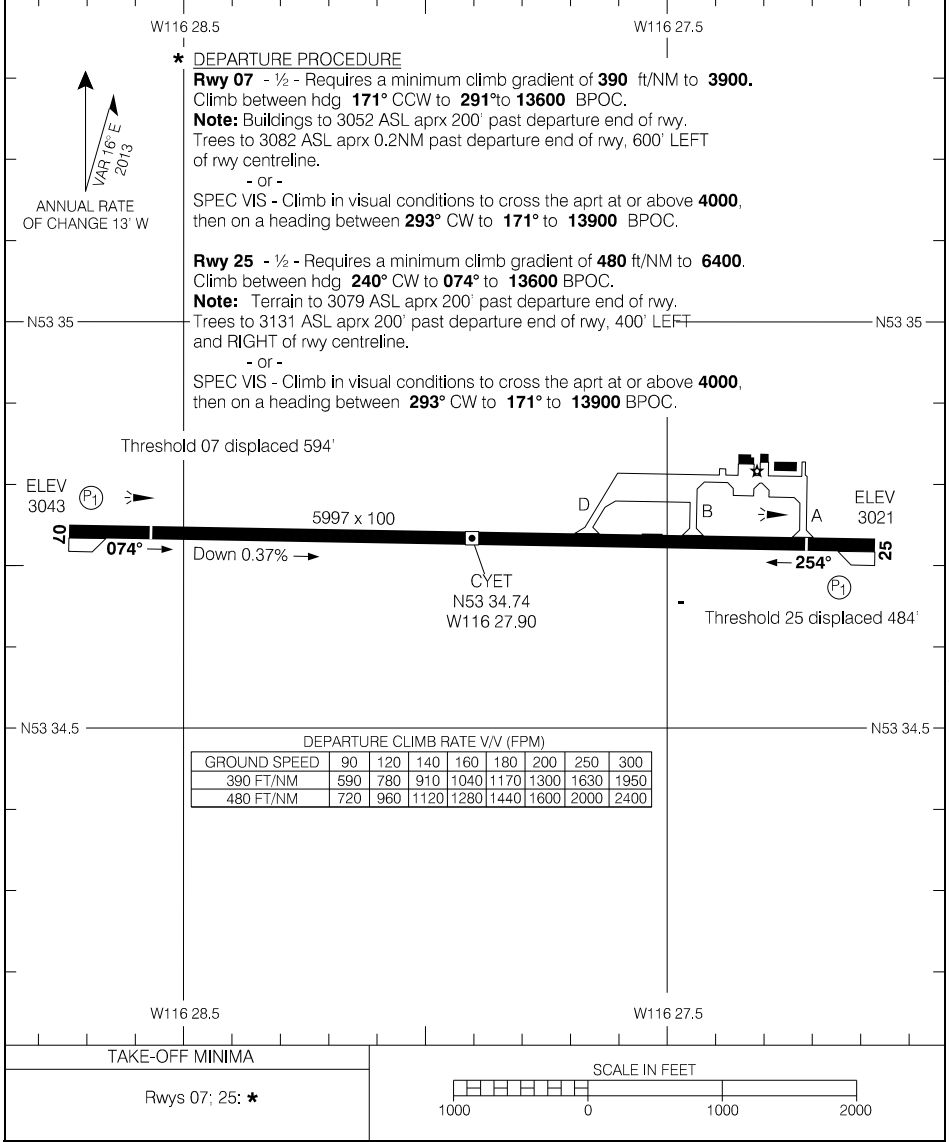 W116 28.5 W116 27.5
* DEPARTURE PROCEDURE
Rwy 07 - ½ - Requires a minimum climb gradient of 390 ft/NM to 3900.
Climb between hdg 171° CCW to 291°to 13600 BPOC.
Note: Buildings to 3052 ASL aprx 200' past departure end of rwy.
Trees to 3082 ASL aprx 0.2NM past departure end of rwy, 600' LEFT
of rwy centreline.
- or -
SPEC VIS - Climb in visual conditions to cross the aprt at or above 4000,
then on a heading between 293° CW to 171° to 13900 BPOC.
VAR 16° E
2013
ANNUAL RATE
OF CHANGE 13' W
Rwy 25 - ½ - Requires a minimum climb gradient of 480 ft/NM to 6400.
Climb between hdg 240° CW to 074° to 13600 BPOC.
Note: Terrain to 3079 ASL aprx 200' past departure end of rwy.
Trees to 3131 ASL aprx 200' past departure end of rwy, 400' LEFT
and RIGHT of rwy centreline.
- or -
SPEC VIS - Climb in visual conditions to cross the aprt at or above 4000,
then on a heading between 293° CW to 171° to 13900 BPOC.
N53 35 N53 35
Threshold 07 displaced 594'
ELEV
3043
P1
07
074°
5997 x 100
Down 0.37%
D
B
A
ELEV
3021
25
254°
P1
CYET
N53 34.74
W116 27.90
-
Threshold 25 displaced 484'
N53 34.5 N53 34.5
DEPARTURE CLIMB RATE V/V (FPM)
GROUND SPEED 90 120 140 160 180 200 250 300
390 FT/NM 590 780 910 1040 1170 1300 1630 1950
480 FT/NM 720 960 1120 1280 1440 1600 2000 2400
W116 28.5 W116 27.5
TAKE-OFF MINIMA
Rwys 07; 25: *
SCALE IN FEET
1000 0 1000 2000